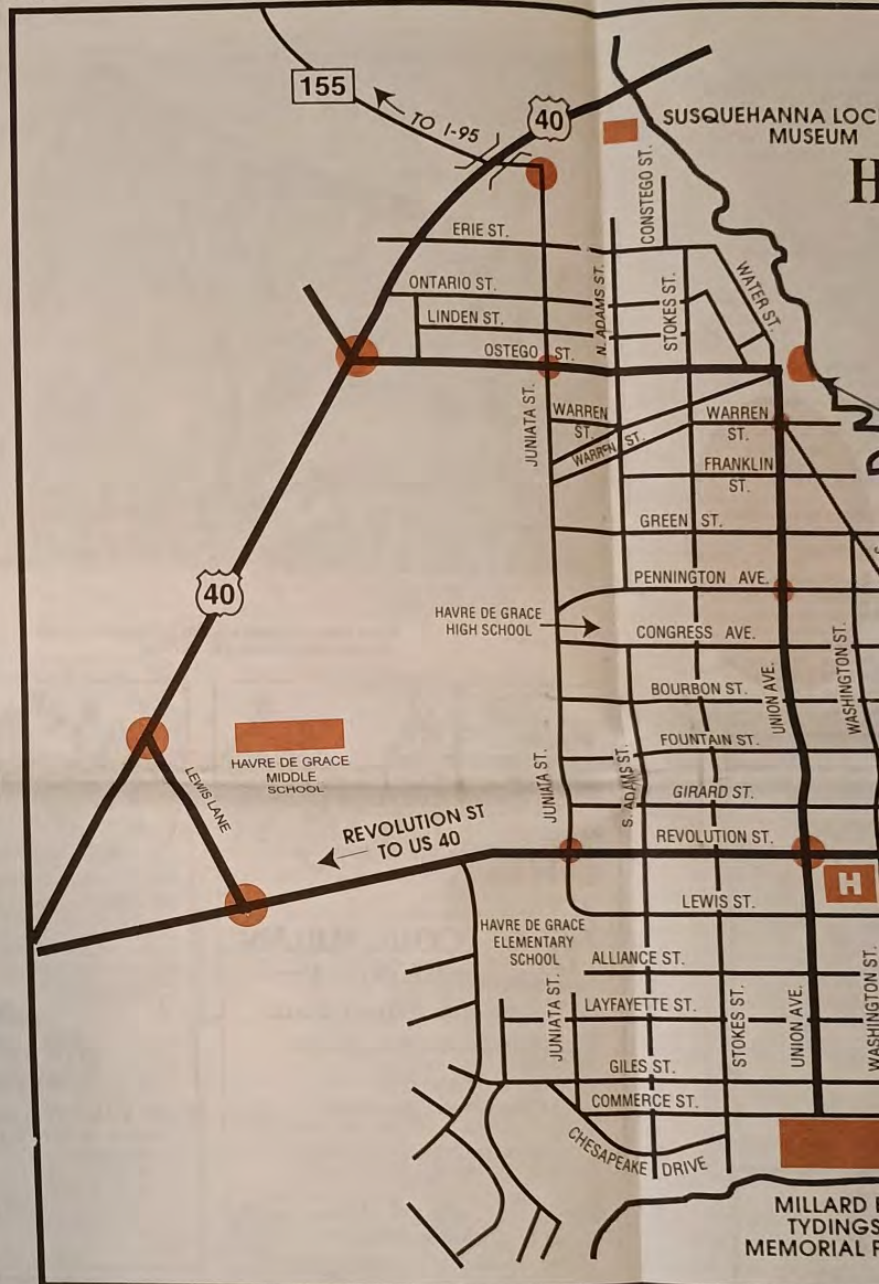 155
TO I-95
40
SUSQUEHANNA LOC
MUSEUM
H
CONSTEGO ST.
ERIE ST.
WATER ST.
N. ADAMS ST.
STOKES ST.
ONTARIO ST.
LINDEN ST.
OSTEGO ST.
JUNIATA ST.
WARREN
ST.
WARREN ST.
WARREN
ST.
FRANKLIN
ST.
GREEN ST.
40
PENNINGTON AVE.
HAVRE DE GRACE
HIGH SCHOOL
CONGRESS AVE.
UNION AVE.
WASHINGTON ST.
BOURBON ST.
FOUNTAIN ST.
HAVRE DE GRACE
MIDDLE
SCHOOL
LEWIS LANE
JUNIATA ST.
S. ADAMS ST.
GIRARD ST.
REVOLUTION ST
TO US 40
REVOLUTION ST.
H
LEWIS ST.
HAVRE DE GRACE
ELEMENTARY
SCHOOL
ALLIANCE ST.
JUNIATA ST.
LAYFAYETTE ST.
STOKES ST.
UNION AVE.
WASHINGTON ST.
GILES ST.
COMMERCE ST.
CHESAPEAKE DRIVE
MILLARD
TYDINGS
MEMORIAL